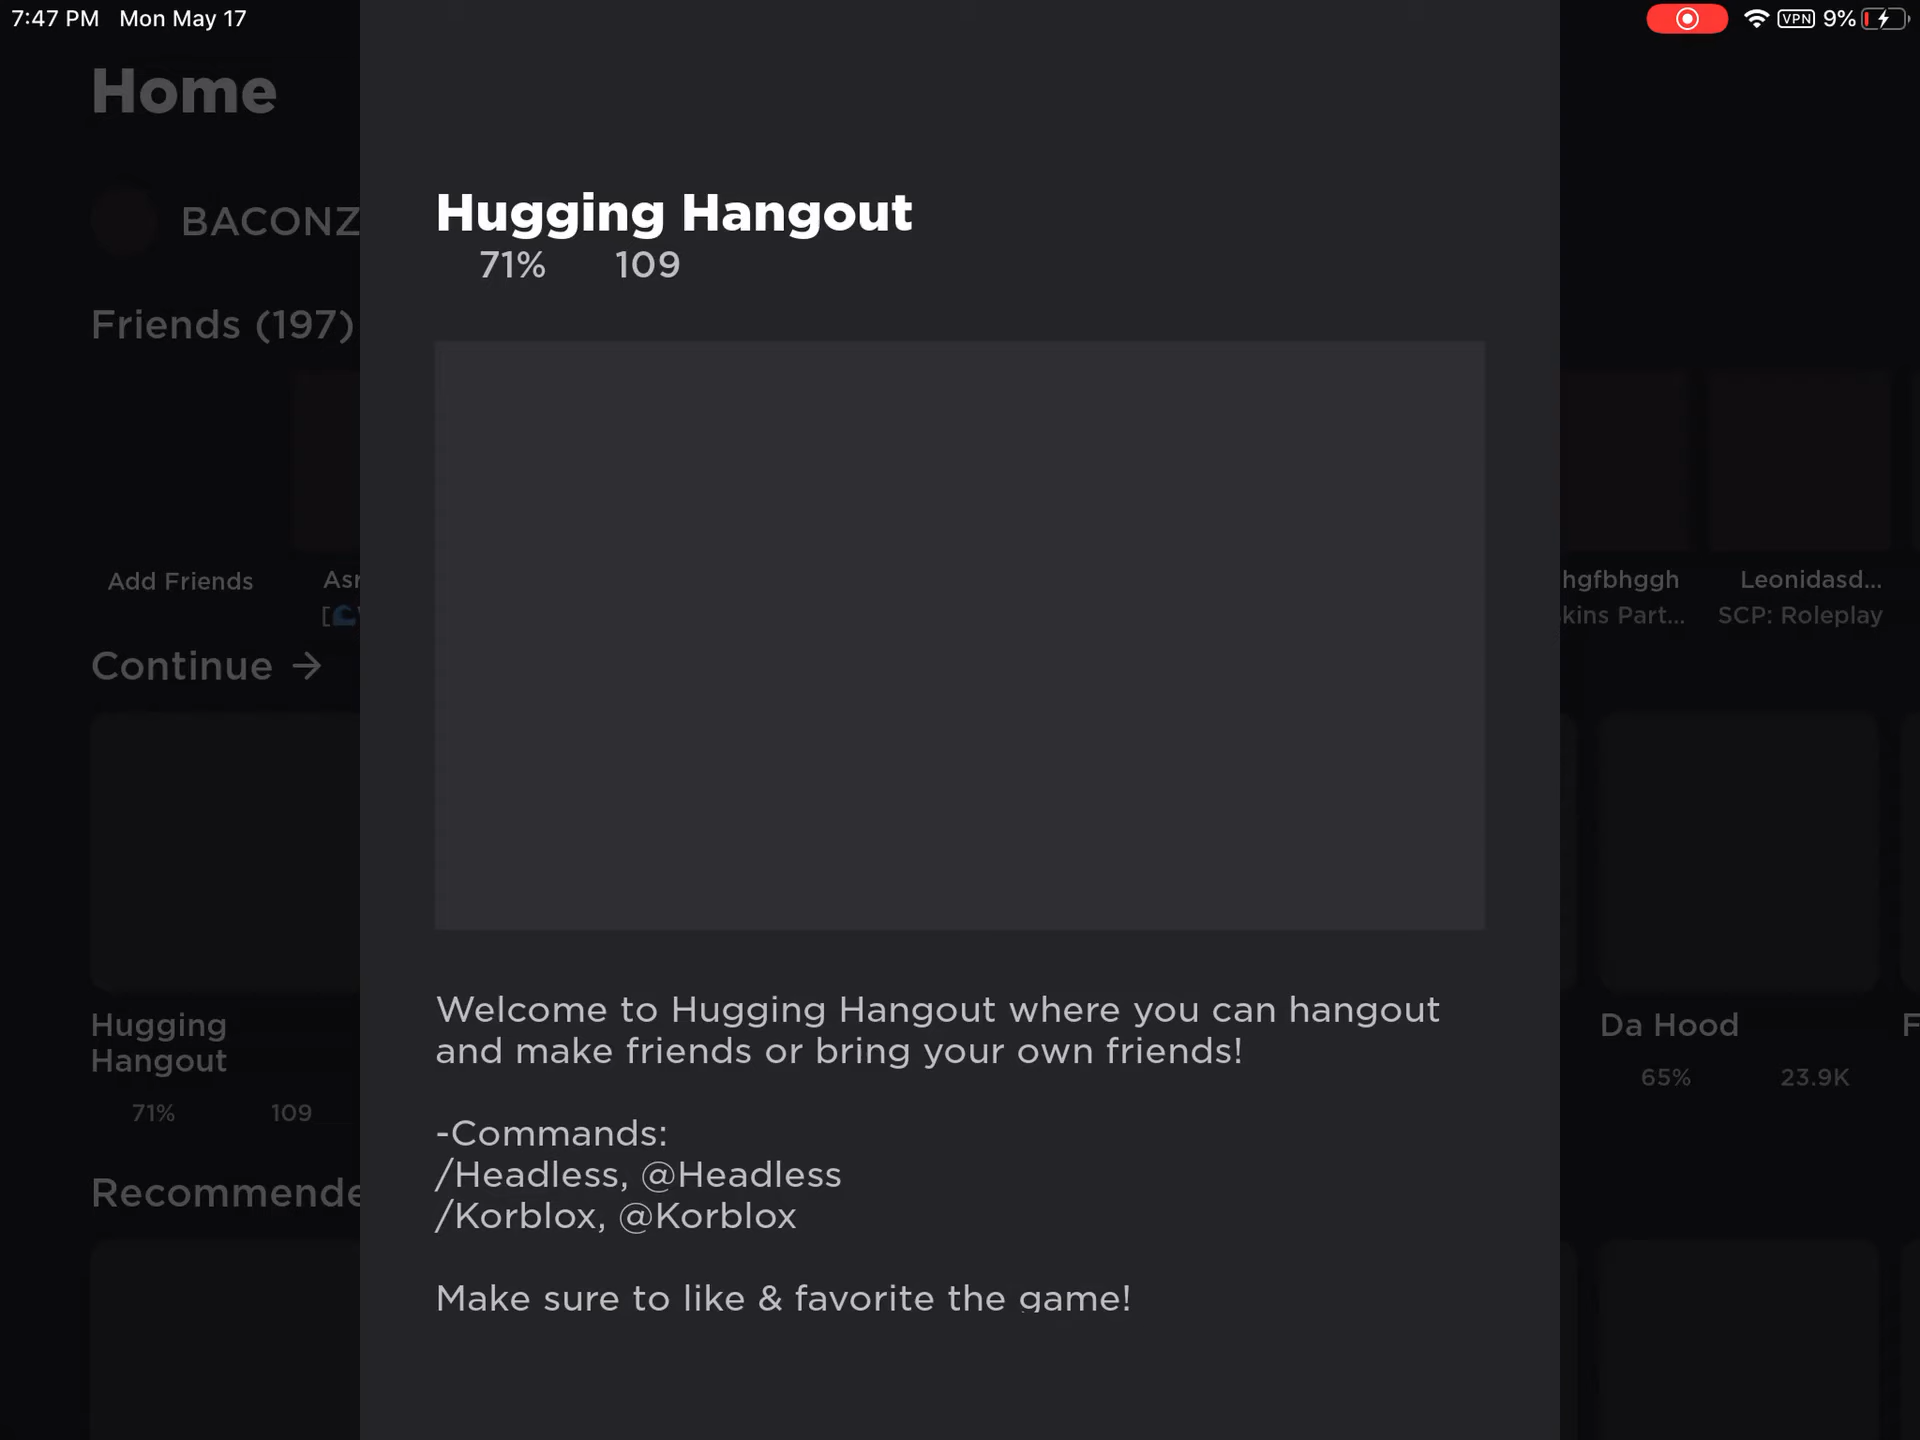 7:47 PM Mon May 17
VPN 9%
Home
BACONZ
Friends (197)
Add Friends
Asr
hgfbhggh
Leonidasd...
kins Part...
SCP: Roleplay
Continue →
Hugging
Hangout
71% 109
Da Hood
65% 23.9K
F
Recommende
Hugging Hangout
71% 109
Welcome to Hugging Hangout where you can hangout
and make friends or bring your own friends!
-Commands:
/Headless, @Headless
/Korblox, @Korblox
Make sure to like & favorite the game!